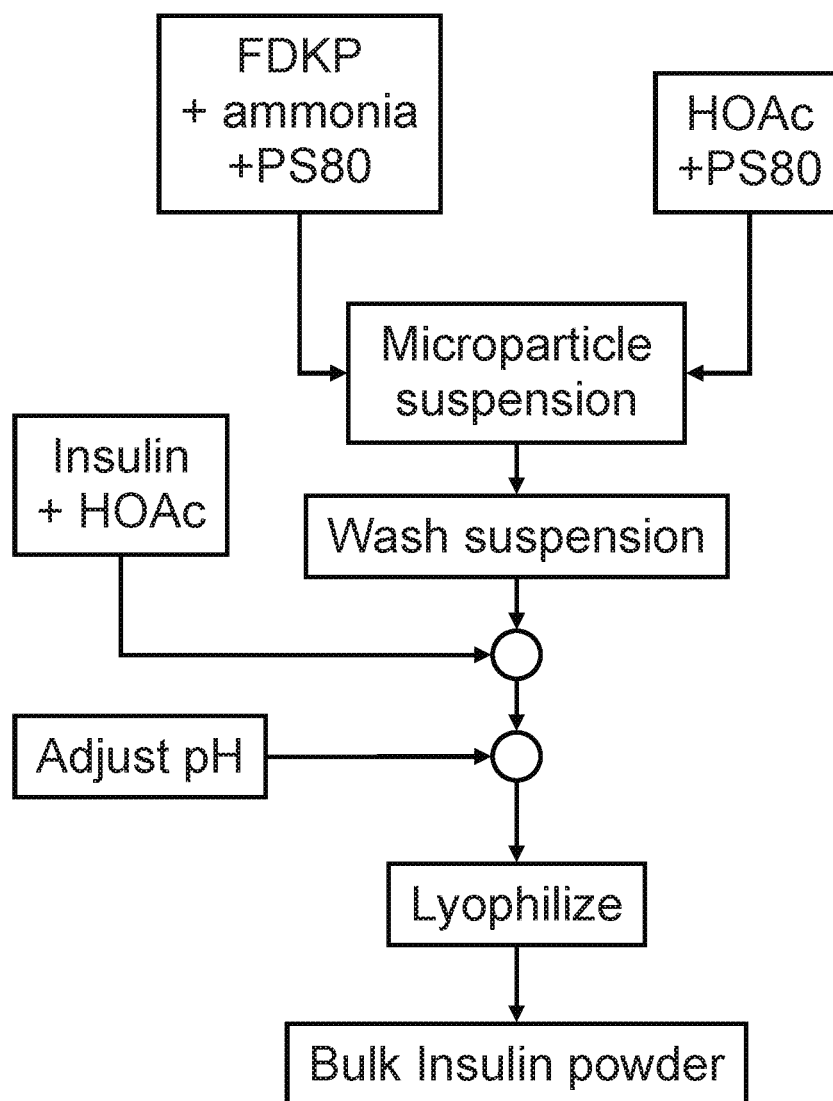 FDKP
+ ammonia
+PS80
HOAc
+PS80
Microparticle
suspension
Insulin
+ HOAc
Wash suspension
Adjust pH
Lyophilize
Bulk Insulin powder